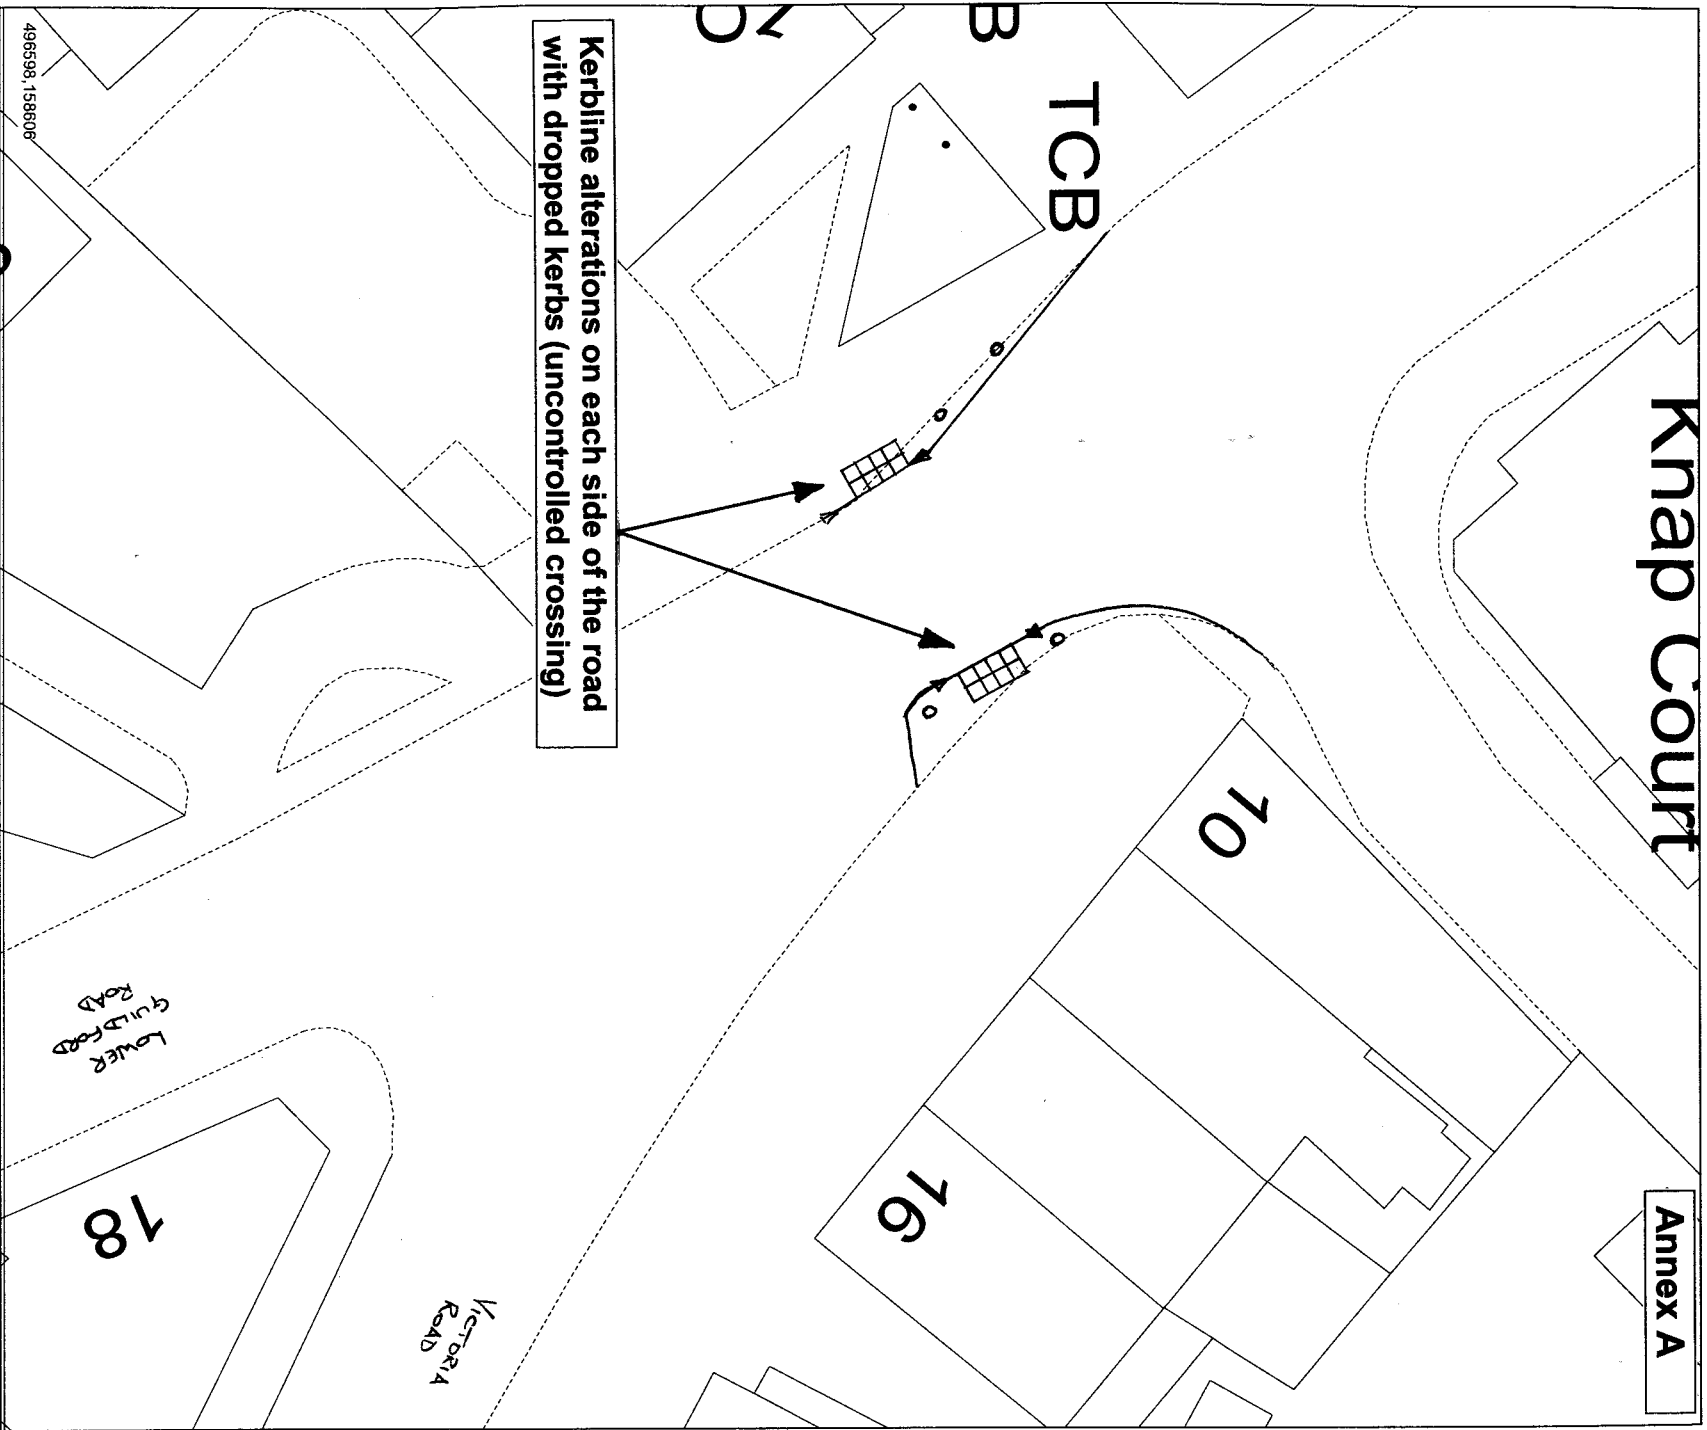 Annex A
Knap Court
TCB
B
10
16
18
Kerbline alterations on each side of the road
with dropped kerbs (uncontrolled crossing)
LOWER
GUILDFORD
ROAD
VICTORIA
ROAD
496598,158606